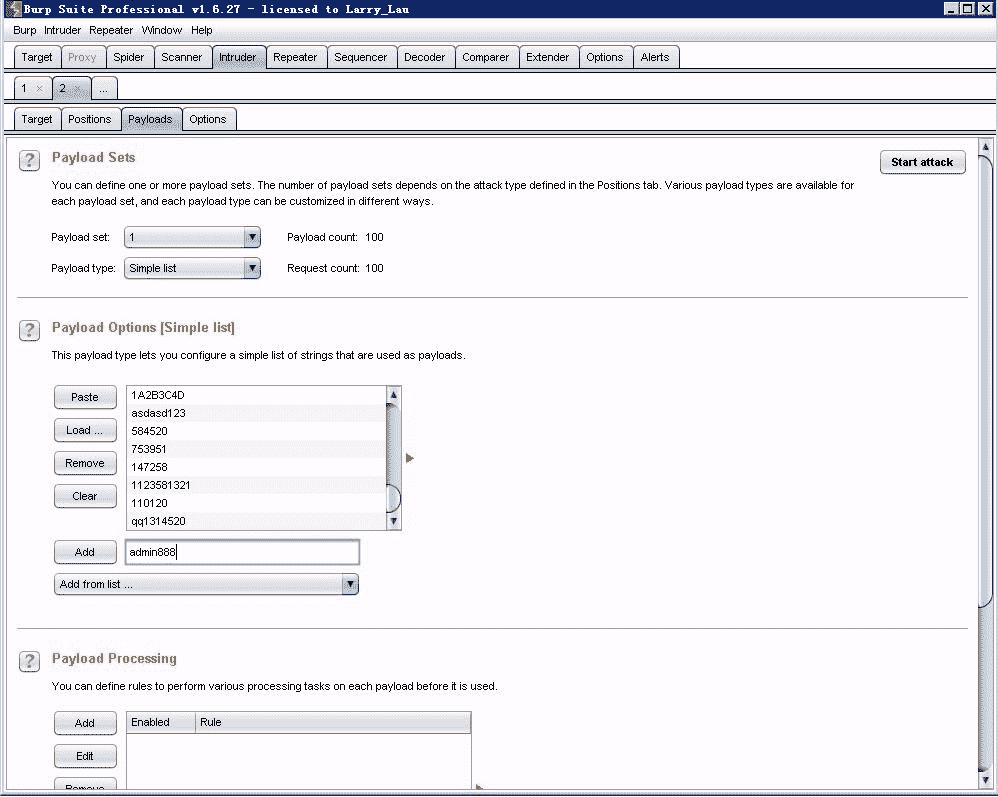 Burp Suite Professional v1.6.27 - licensed to Larry_Lau
Burp Intruder Repeater Window Help
Target Proxy Spider Scanner Intruder Repeater Sequencer Decoder Comparer Extender Options Alerts
1 × 2 × ...
Target Positions Payloads Options
? Payload Sets
Start attack
You can define one or more payload sets. The number of payload sets depends on the attack type defined in the Positions tab. Various payload types are available for
each payload set, and each payload type can be customized in different ways.
Payload set: 1 Payload count: 100
Payload type: Simple list Request count: 100
? Payload Options [Simple list]
This payload type lets you configure a simple list of strings that are used as payloads.
Paste
Load ...
Remove
Clear
1A2B3C4D
asdasd123
584520
753951
147258
1123581321
110120
qq1314520
Add admin888
Add from list ...
? Payload Processing
You can define rules to perform various processing tasks on each payload before it is used.
Add Enabled Rule
Edit
Remove